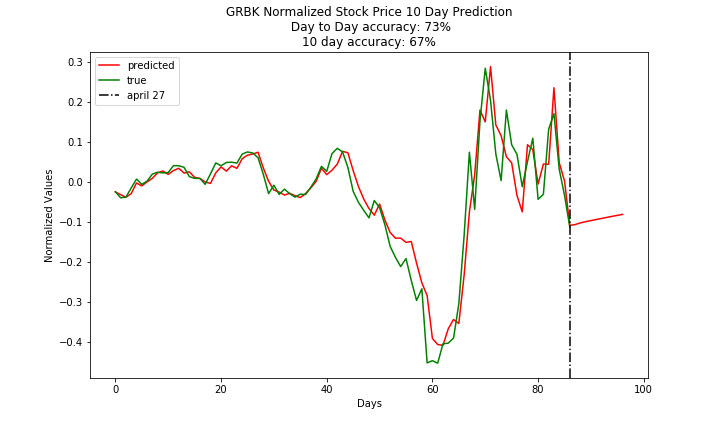 GRBK Normalized Stock Price 10 Day Prediction
Day to Day accuracy: 73%
10 day accuracy: 67%
predicted
true
april 27
Normalized Values
0.3
0.2
0.1
0.0
−0.1
−0.2
−0.3
−0.4
0 20 40 60 80 100
Days